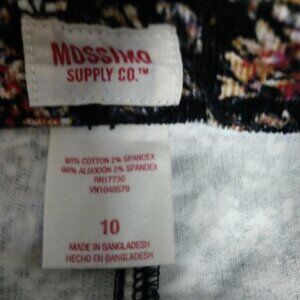 Mossimo
SUPPLY CO.™
98% COTTON 2% SPANDEX
98% ALGODÓN 2% SPANDEX
RN17730
VN1048579
10
MADE IN BANGLADESH
HECHO EN BANGLADESH